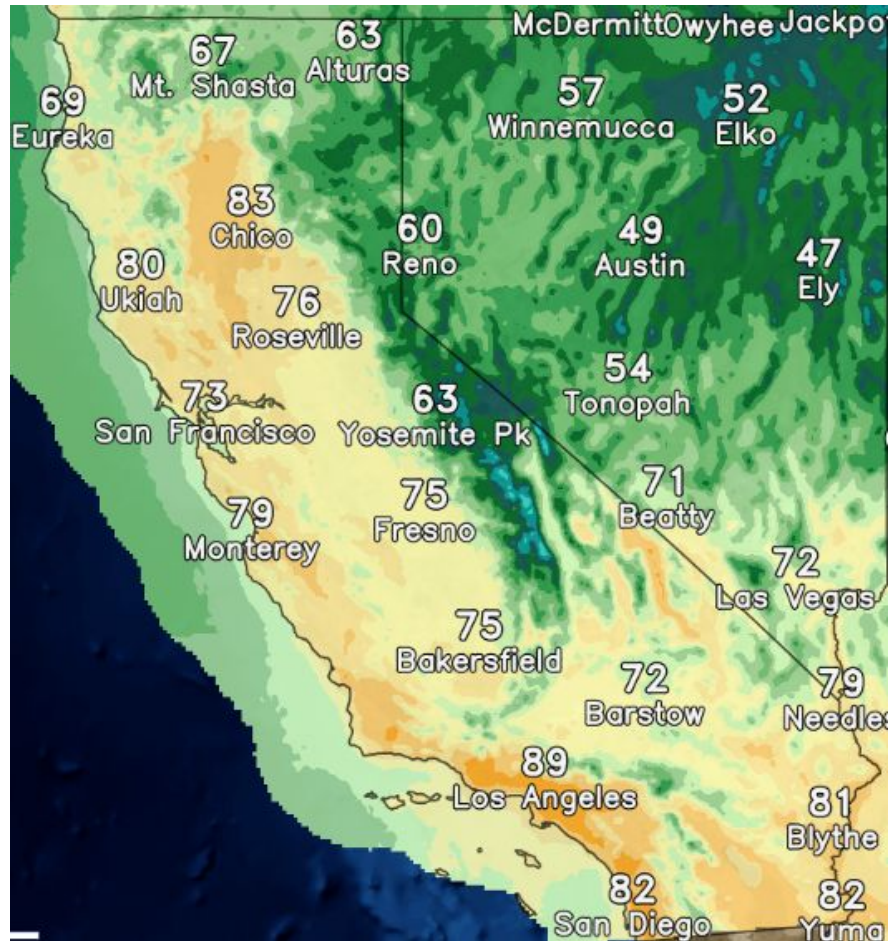 McDermitt
Owyhee
Jackpo
67
Mt. Shasta
63
Alturas
69
Eureka
57
Winnemucca
52
Elko
83
Chico
60
Reno
49
Austin
47
Ely
80
Ukiah
76
Roseville
73
San Francisco
63
Yosemite Pk
54
Tonopah
79
Monterey
75
Fresno
71
Beatty
72
Las Vegas
75
Bakersfield
72
Barstow
79
Needles
89
Los Angeles
81
Blythe
82
San Diego
82
Yuma